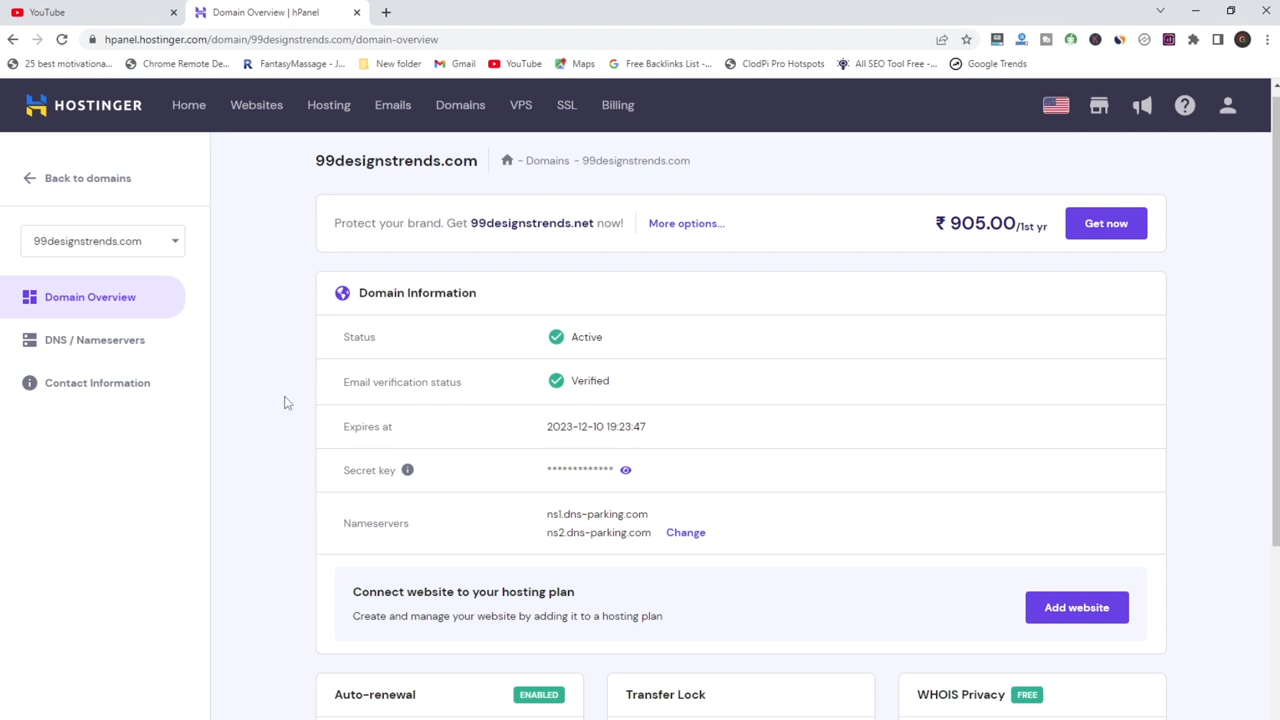 YouTube
Domain Overview | hPanel
hpanel.hostinger.com/domain/99designstrends.com/domain-overview
25 best motivationa...
Chrome Remote De...
FantasyMassage – J...
New folder
Gmail
YouTube
Maps
Free Backlinks List –...
ClodPi Pro Hotspots
All SEO Tool Free -...
Google Trends
HOSTINGER
Home
Websites
Hosting
Emails
Domains
VPS
SSL
Billing
Back to domains
99designstrends.com
Domain Overview
DNS / Nameservers
Contact Information
99designstrends.com
- Domains - 99designstrends.com
Protect your brand. Get 99designstrends.net now!
More options...
₹ 905.00/1st yr
Get now
Domain Information
Status
Active
Email verification status
Verified
Expires at
2023-12-10 19:23:47
Secret key
*************
Nameservers
ns1.dns-parking.com
ns2.dns-parking.com
Change
Connect website to your hosting plan
Create and manage your website by adding it to a hosting plan
Add website
Auto-renewal
ENABLED
Transfer Lock
WHOIS Privacy
FREE